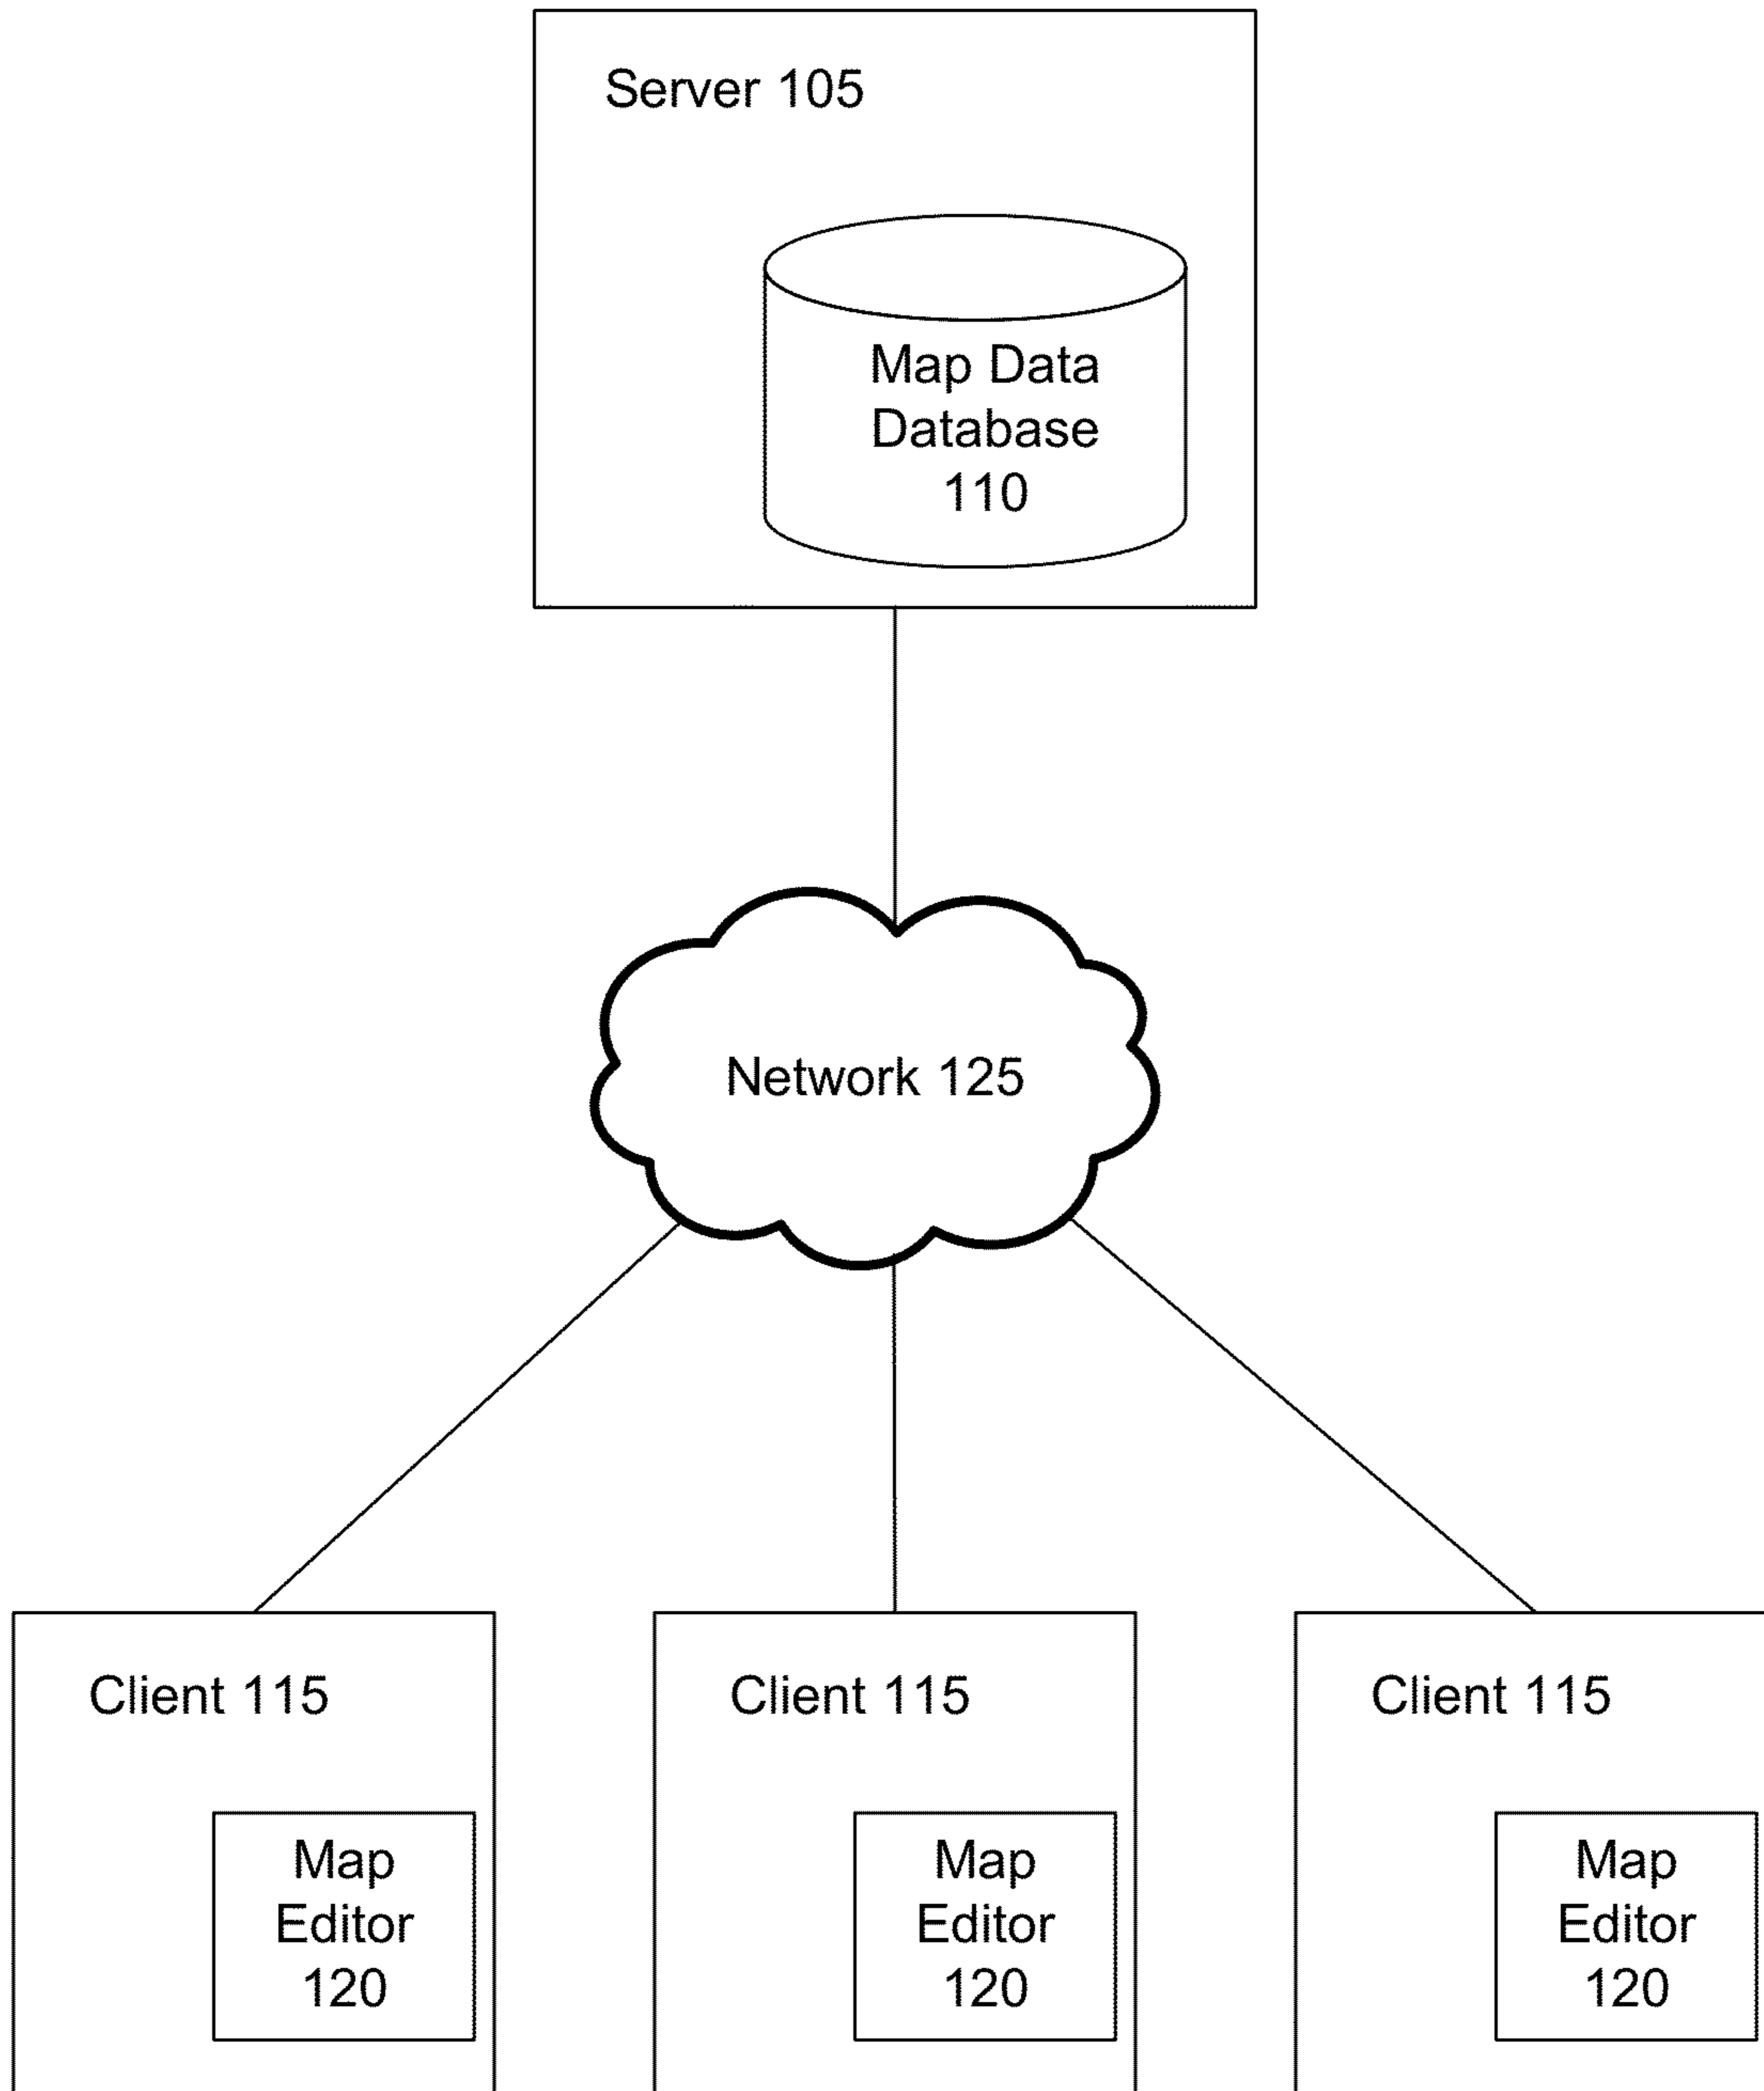 Server 105
Map Data
Database
110
Network 125
Client 115
Client 115
Client 115
Map
Editor
120
Map
Editor
120
Map
Editor
120